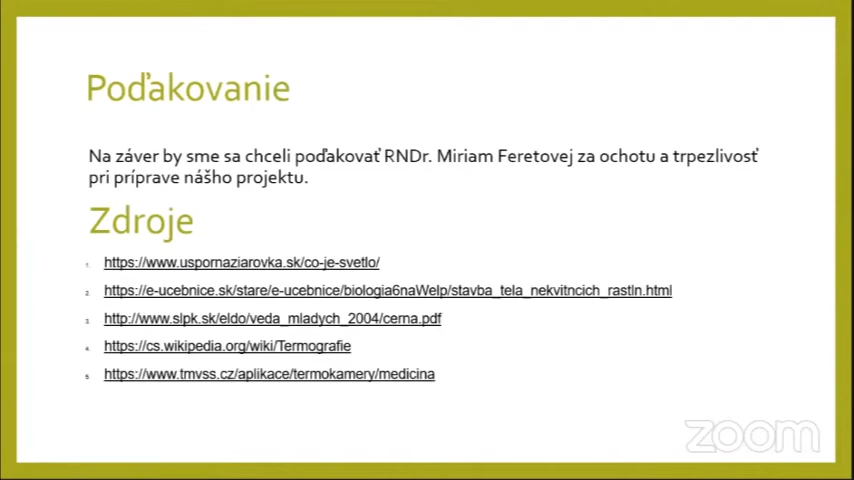 Poďakovanie
Na záver by sme sa chceli poďakovať RNDr. Miriam Feretovej za ochotu a trpezlivosť
pri príprave nášho projektu.
Zdroje
1. https://www.uspornaziarovka.sk/co-je-svetlo/
2. https://e-ucebnice.sk/stare/e-ucebnice/biologia6naWelp/stavba_tela_nekvitncich_rastln.html
3. http://www.slpk.sk/eldo/veda_mladych_2004/cerna.pdf
4. https://cs.wikipedia.org/wiki/Termografie
5. https://www.tmvss.cz/aplikace/termokamery/medicina
zoom